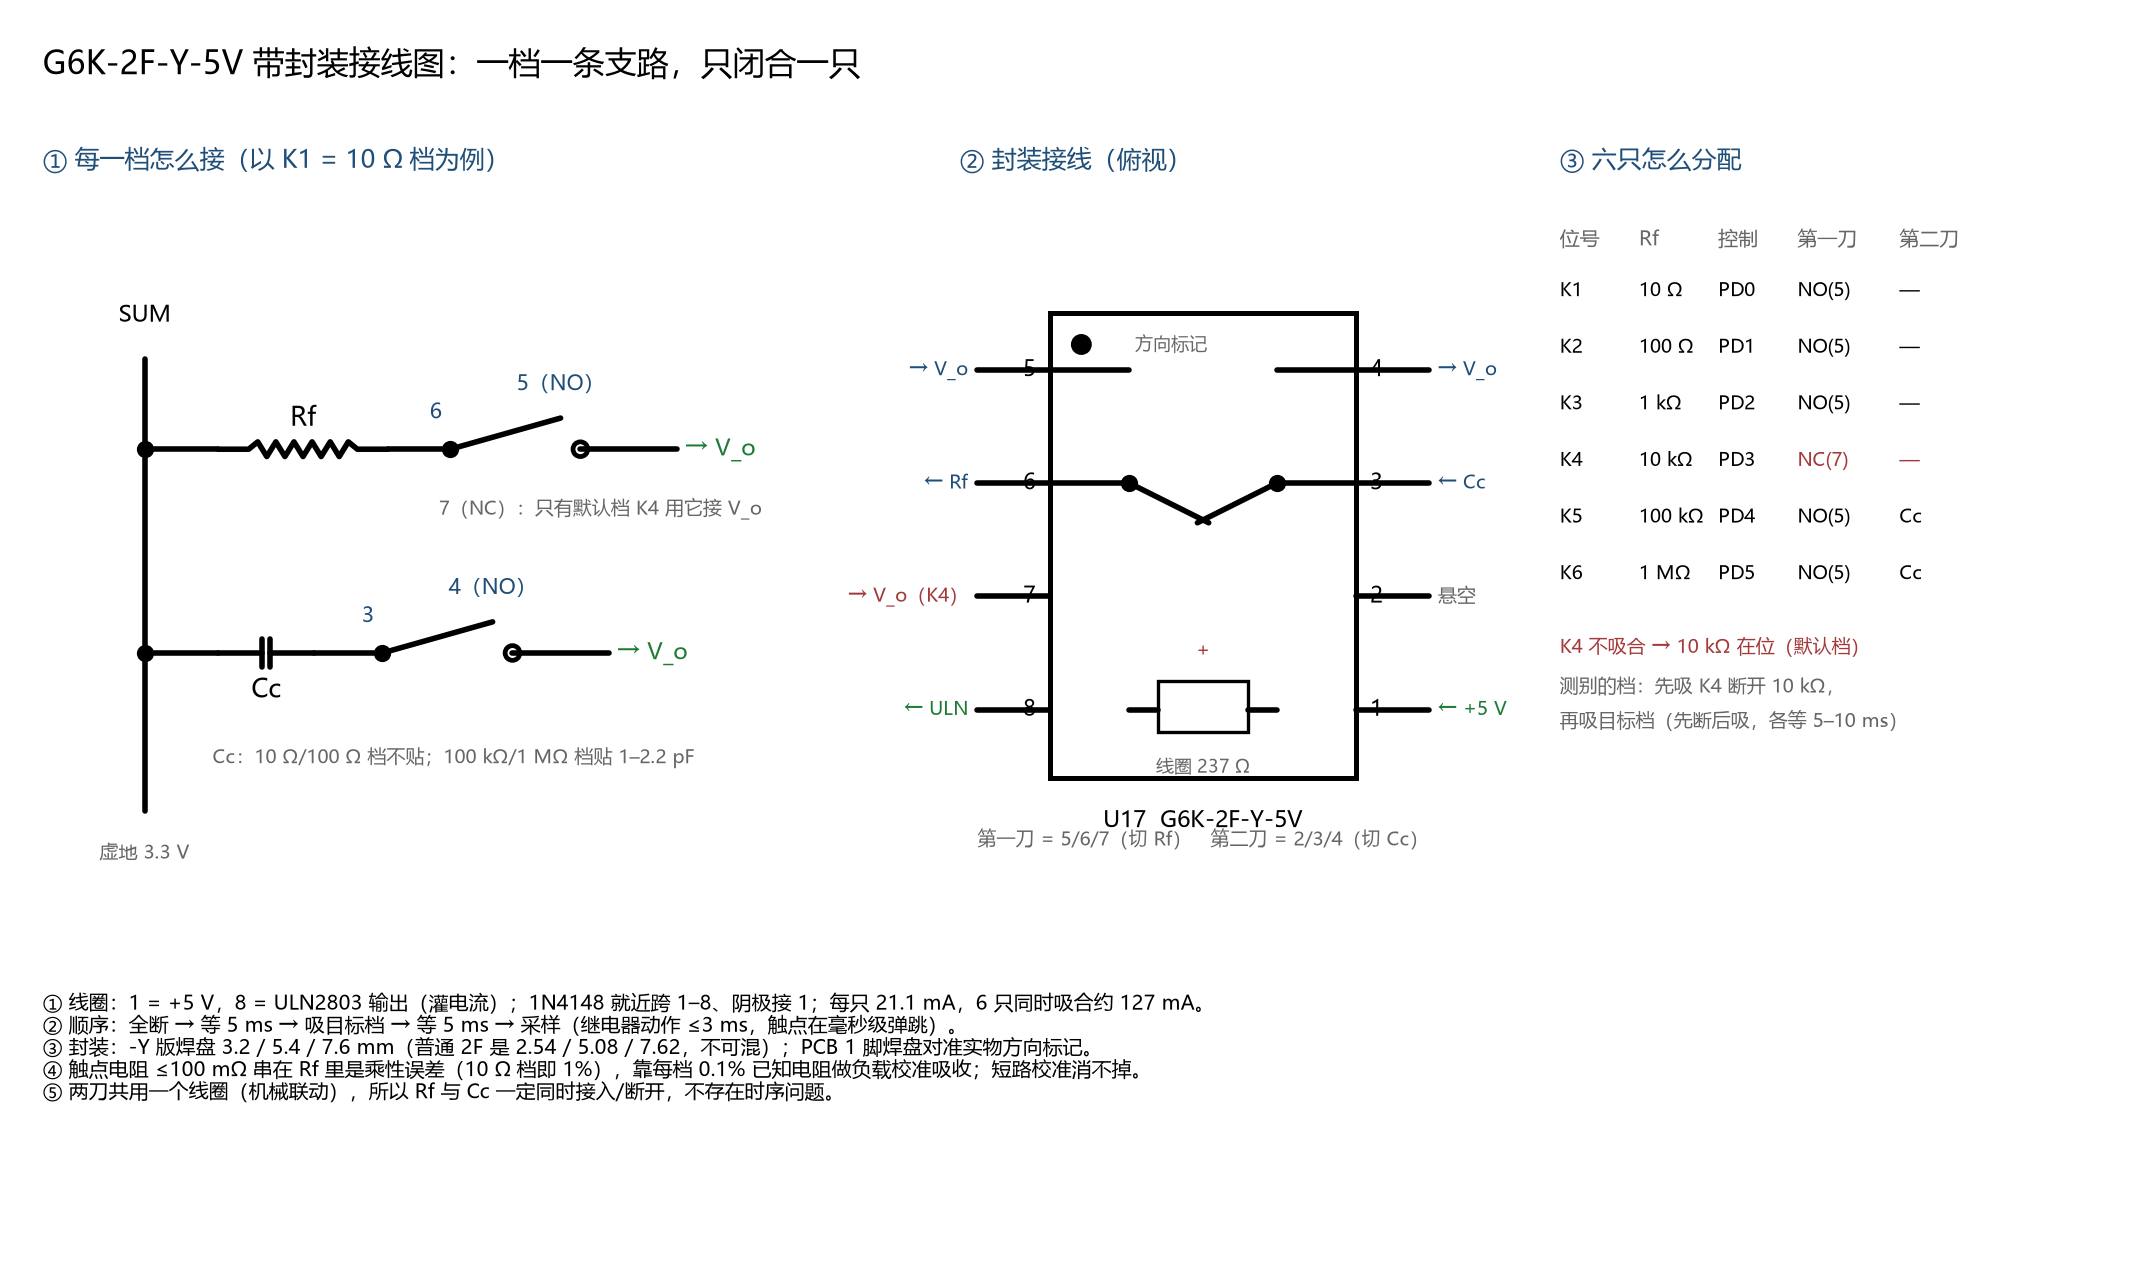 G6K-2F-Y-5V 带封装接线图：一档一条支路，只闭合一只
① 每一档怎么接（以 K1 = 10 Ω 档为例）
SUM
Rf
6
5（NO）
→ V_o
7（NC）：只有默认档 K4 用它接 V_o
3
4（NO）
→ V_o
Cc
Cc：10 Ω/100 Ω 档不贴；100 kΩ/1 MΩ 档贴 1–2.2 pF
虚地 3.3 V
② 封装接线（俯视）
方向标记
→ V_o
5
4
→ V_o
← Rf
6
3
← Cc
→ V_o（K4）
7
2
悬空
+
← ULN
8
1
← +5 V
线圈 237 Ω
U17 G6K-2F-Y-5V
第一刀 = 5/6/7（切 Rf） 第二刀 = 2/3/4（切 Cc）
③ 六只怎么分配
位号 Rf 控制 第一刀 第二刀
K1 10 Ω PD0 NO(5) —
K2 100 Ω PD1 NO(5) —
K3 1 kΩ PD2 NO(5) —
K4 10 kΩ PD3 NC(7) —
K5 100 kΩ PD4 NO(5) Cc
K6 1 MΩ PD5 NO(5) Cc
K4 不吸合 → 10 kΩ 在位（默认档）
测别的档：先吸 K4 断开 10 kΩ，
再吸目标档（先断后吸，各等 5–10 ms）
① 线圈：1 = +5 V，8 = ULN2803 输出（灌电流）；1N4148 就近跨 1–8、阴极接 1；每只 21.1 mA，6 只同时吸合约 127 mA。
② 顺序：全断 → 等 5 ms → 吸目标档 → 等 5 ms → 采样（继电器动作 ≤3 ms，触点在毫秒级弹跳）。
③ 封装：-Y 版焊盘 3.2 / 5.4 / 7.6 mm（普通 2F 是 2.54 / 5.08 / 7.62，不可混）；PCB 1 脚焊盘对准实物方向标记。
④ 触点电阻 ≤100 mΩ 串在 Rf 里是乘性误差（10 Ω 档即 1%），靠每档 0.1% 已知电阻做负载校准吸收；短路校准消不掉。
⑤ 两刀共用一个线圈（机械联动），所以 Rf 与 Cc 一定同时接入/断开，不存在时序问题。